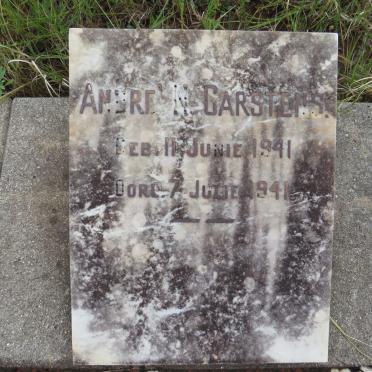 ANDRE N. CARSTENS.
GEB. 11 JUNIE 1941
OORL. 7 JULIE 1941